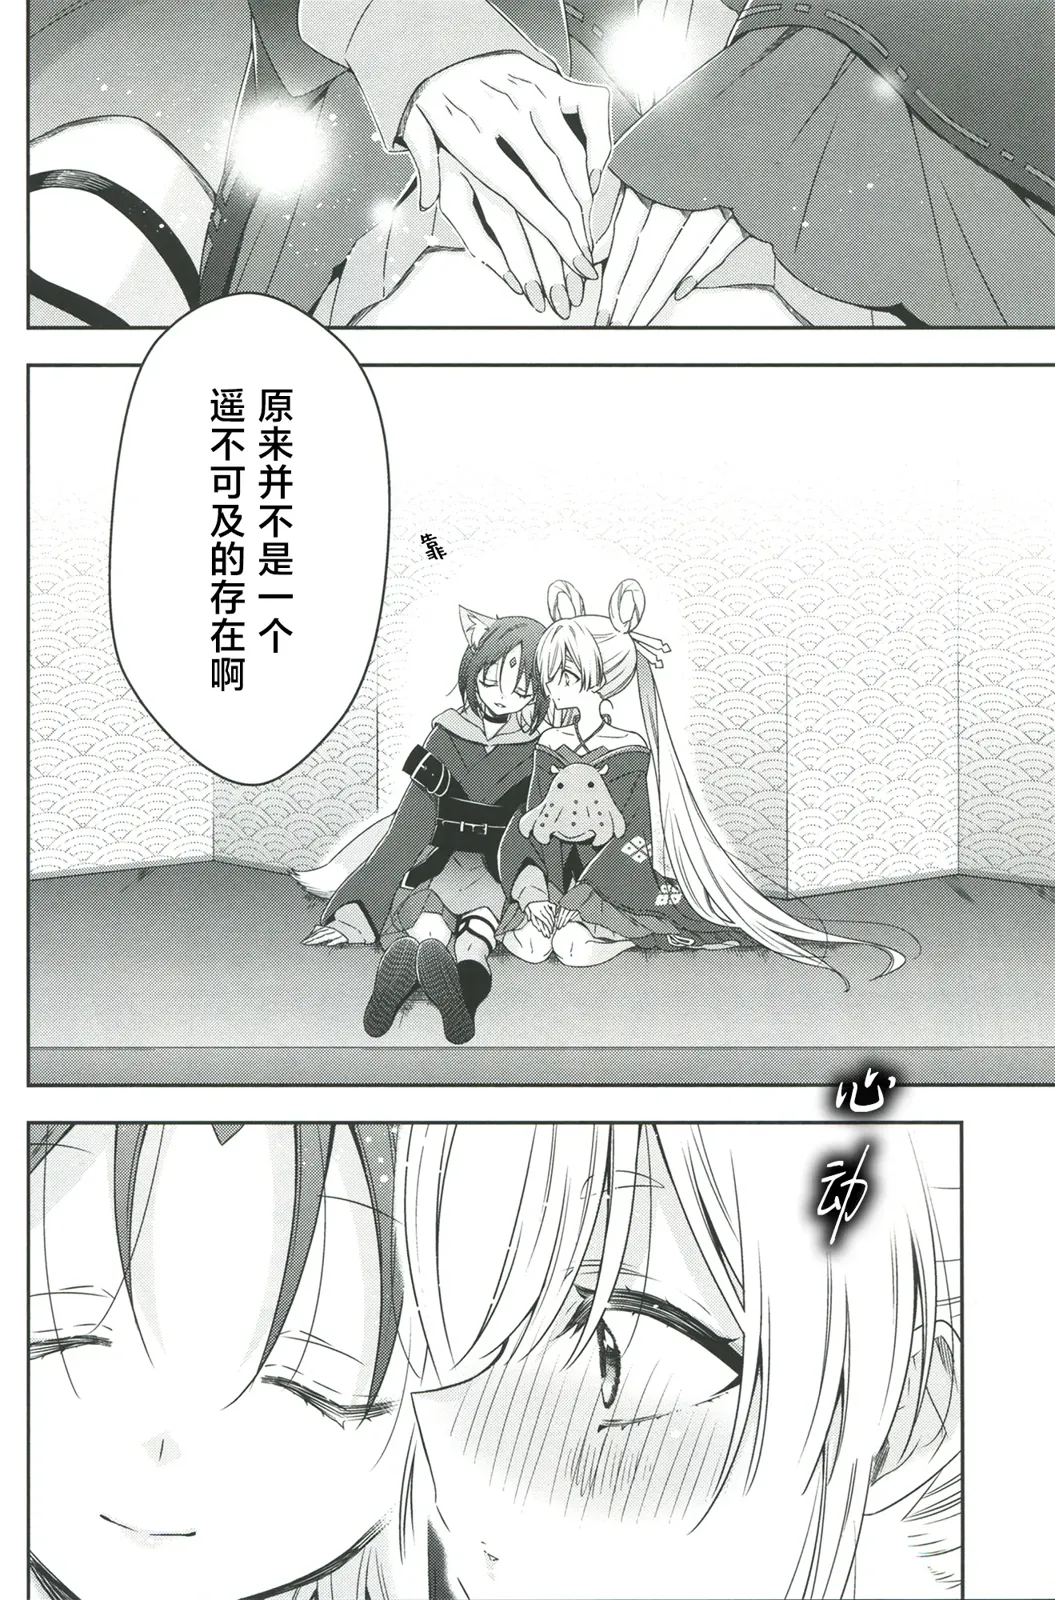 原来并不是一个
遥不可及的存在啊
靠
心动